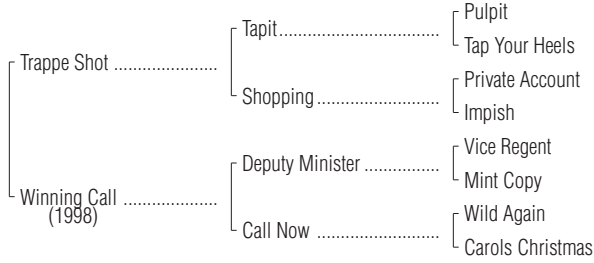 Pulpit
Tapit..............................
Tap Your Heels
Trappe Shot ...................
Private Account
Shopping.......................
Impish
Vice Regent
Deputy Minister ..............
Mint Copy
Winning Call .................
(1998)
Wild Again
Call Now .......................
Carols Christmas